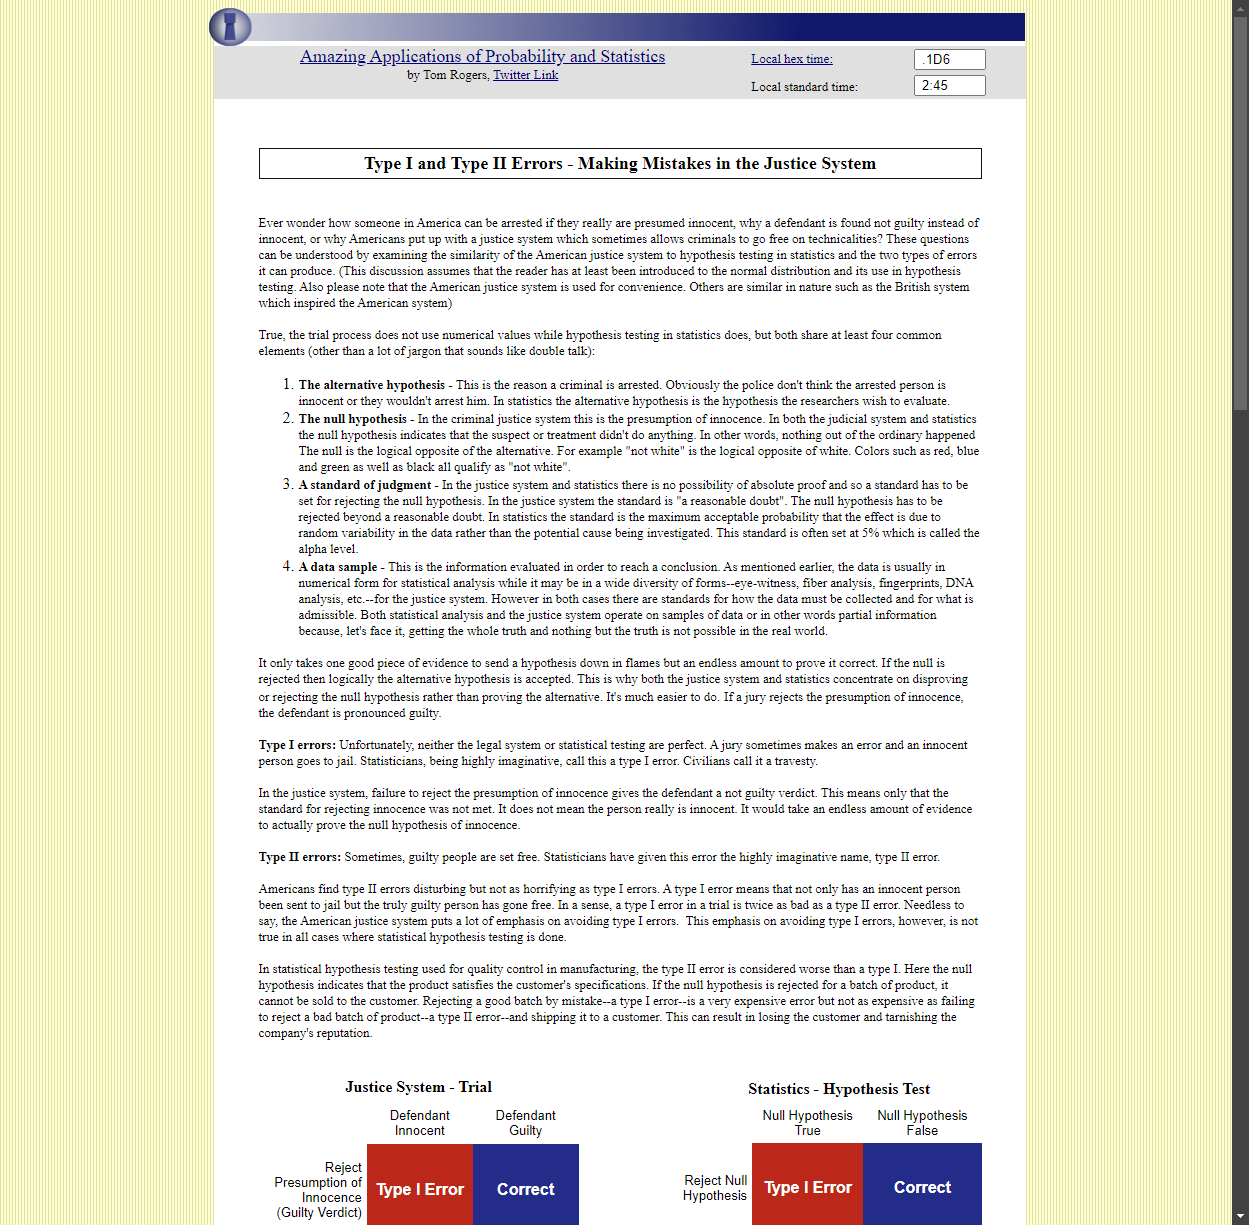 Amazing Applications of Probability and Statistics
by Tom Rogers, Twitter Link
Local hex time:
.1D6
Local standard time:
2:45
Type I and Type II Errors - Making Mistakes in the Justice System
Ever wonder how someone in America can be arrested if they really are presumed innocent, why a defendant is found not guilty instead of
innocent, or why Americans put up with a justice system which sometimes allows criminals to go free on technicalities? These questions
can be understood by examining the similarity of the American justice system to hypothesis testing in statistics and the two types of errors
it can produce. (This discussion assumes that the reader has at least been introduced to the normal distribution and its use in hypothesis
testing. Also please note that the American justice system is used for convenience. Others are similar in nature such as the British system
which inspired the American system)
True, the trial process does not use numerical values while hypothesis testing in statistics does, but both share at least four common
elements (other than a lot of jargon that sounds like double talk):
1. The alternative hypothesis - This is the reason a criminal is arrested. Obviously the police don't think the arrested person is
innocent or they wouldn't arrest him. In statistics the alternative hypothesis is the hypothesis the researchers wish to evaluate.
2. The null hypothesis - In the criminal justice system this is the presumption of innocence. In both the judicial system and statistics
the null hypothesis indicates that the suspect or treatment didn't do anything. In other words, nothing out of the ordinary happened
The null is the logical opposite of the alternative. For example "not white" is the logical opposite of white. Colors such as red, blue
and green as well as black all qualify as "not white".
3. A standard of judgment - In the justice system and statistics there is no possibility of absolute proof and so a standard has to be
set for rejecting the null hypothesis. In the justice system the standard is "a reasonable doubt". The null hypothesis has to be
rejected beyond a reasonable doubt. In statistics the standard is the maximum acceptable probability that the effect is due to
random variability in the data rather than the potential cause being investigated. This standard is often set at 5% which is called the
alpha level.
4. A data sample - This is the information evaluated in order to reach a conclusion. As mentioned earlier, the data is usually in
numerical form for statistical analysis while it may be in a wide diversity of forms--eye-witness, fiber analysis, fingerprints, DNA
analysis, etc.--for the justice system. However in both cases there are standards for how the data must be collected and for what is
admissible. Both statistical analysis and the justice system operate on samples of data or in other words partial information
because, let's face it, getting the whole truth and nothing but the truth is not possible in the real world.
It only takes one good piece of evidence to send a hypothesis down in flames but an endless amount to prove it correct. If the null is
rejected then logically the alternative hypothesis is accepted. This is why both the justice system and statistics concentrate on disproving
or rejecting the null hypothesis rather than proving the alternative. It's much easier to do. If a jury rejects the presumption of innocence,
the defendant is pronounced guilty.
Type I errors: Unfortunately, neither the legal system or statistical testing are perfect. A jury sometimes makes an error and an innocent
person goes to jail. Statisticians, being highly imaginative, call this a type I error. Civilians call it a travesty.
In the justice system, failure to reject the presumption of innocence gives the defendant a not guilty verdict. This means only that the
standard for rejecting innocence was not met. It does not mean the person really is innocent. It would take an endless amount of evidence
to actually prove the null hypothesis of innocence.
Type II errors: Sometimes, guilty people are set free. Statisticians have given this error the highly imaginative name, type II error.
Americans find type II errors disturbing but not as horrifying as type I errors. A type I error means that not only has an innocent person
been sent to jail but the truly guilty person has gone free. In a sense, a type I error in a trial is twice as bad as a type II error. Needless to
say, the American justice system puts a lot of emphasis on avoiding type I errors. This emphasis on avoiding type I errors, however, is not
true in all cases where statistical hypothesis testing is done.
In statistical hypothesis testing used for quality control in manufacturing, the type II error is considered worse than a type I. Here the null
hypothesis indicates that the product satisfies the customer's specifications. If the null hypothesis is rejected for a batch of product, it
cannot be sold to the customer. Rejecting a good batch by mistake--a type I error--is a very expensive error but not as expensive as failing
to reject a bad batch of product--a type II error--and shipping it to a customer. This can result in losing the customer and tarnishing the
company's reputation.
Justice System - Trial
Defendant
Innocent
Defendant
Guilty
Reject
Presumption of
Innocence
(Guilty Verdict)
Type I Error
Correct
Statistics - Hypothesis Test
Null Hypothesis
True
Null Hypothesis
False
Reject Null
Hypothesis
Type I Error
Correct